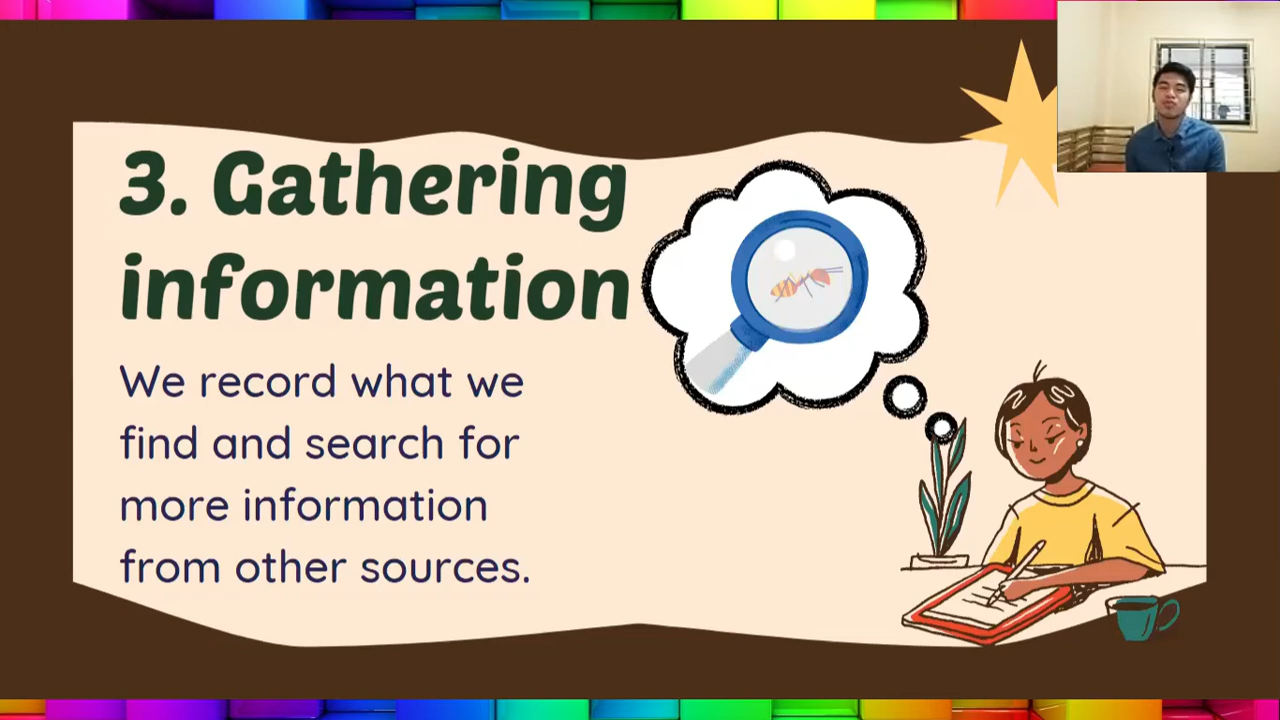 3. Gathering
information
We record what we
find and search for
more information
from other sources.